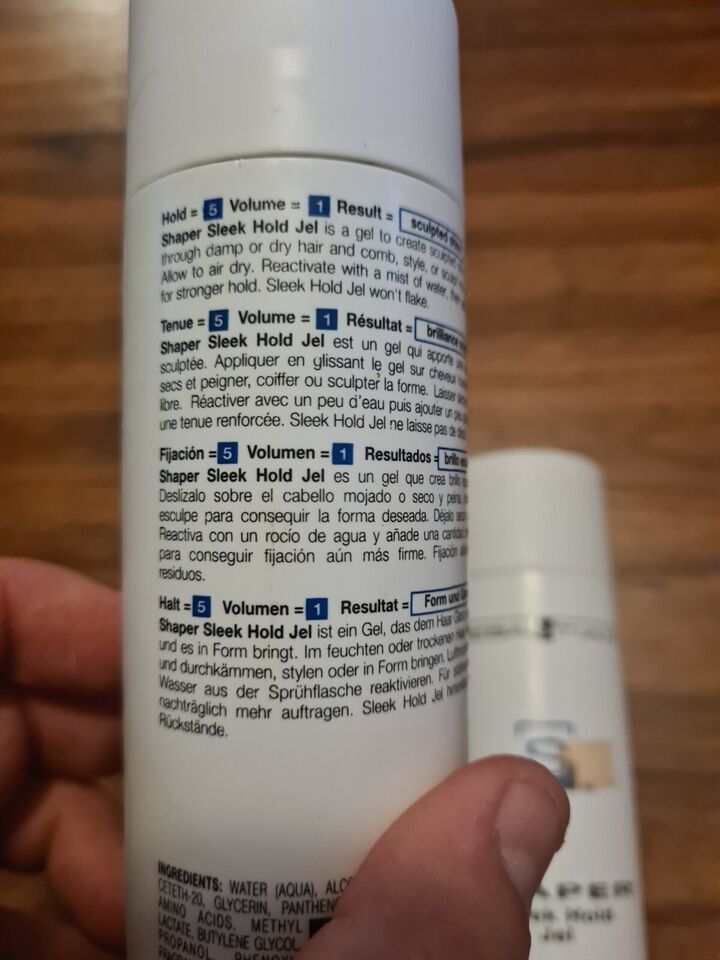 Hold = 5 Volume = 1 Result = sculpted
Shaper Sleek Hold Jel is a gel to create sculpted
through damp or dry hair and comb, style, or
Allow to air dry. Reactivate with a mist of water,
for stronger hold. Sleek Hold Jel won't flake.
Tenue = 5 Volume = 1 Résultat = brilliance
Shaper Sleek Hold Jel est un gel qui apporte
sculptée. Appliquer en glissant le gel sur cheveux
secs et peigner, coiffer ou sculpter la forme. Laisser
libre. Réactiver avec un peu d'eau puis ajouter un
une tenue renforcée. Sleek Hold Jel ne laisse pas de
Fijación = 5 Volumen = 1 Resultados = brillo
Shaper Sleek Hold Jel es un gel que crea brillo
Deslízalo sobre el cabello mojado o seco y
esculpe para consequir la forma deseada. Déjalo
Reactiva con un rocío de agua y añade una cantidad
para conseguir fijación aún más firme. Fijación
residuos.
Halt = 5 Volumen = 1 Resultat = Form und
Shaper Sleek Hold Jel ist ein Gel, das dem Haar
und es in Form bringt. Im feuchten oder trockenen
und durchkämmen, stylen oder in Form bringen.
Wasser aus der Sprühflasche reaktivieren. Für
nachträglich mehr auftragen. Sleek Hold Jel
Rückstände.
INGREDIENTS: WATER (AQUA),
CETETH-20, GLYCERIN,
AMINO ACIDS, METHYL
LACTATE, BUTYLENE GLYCOL,
PROPANOL,
S
Hold
Jel